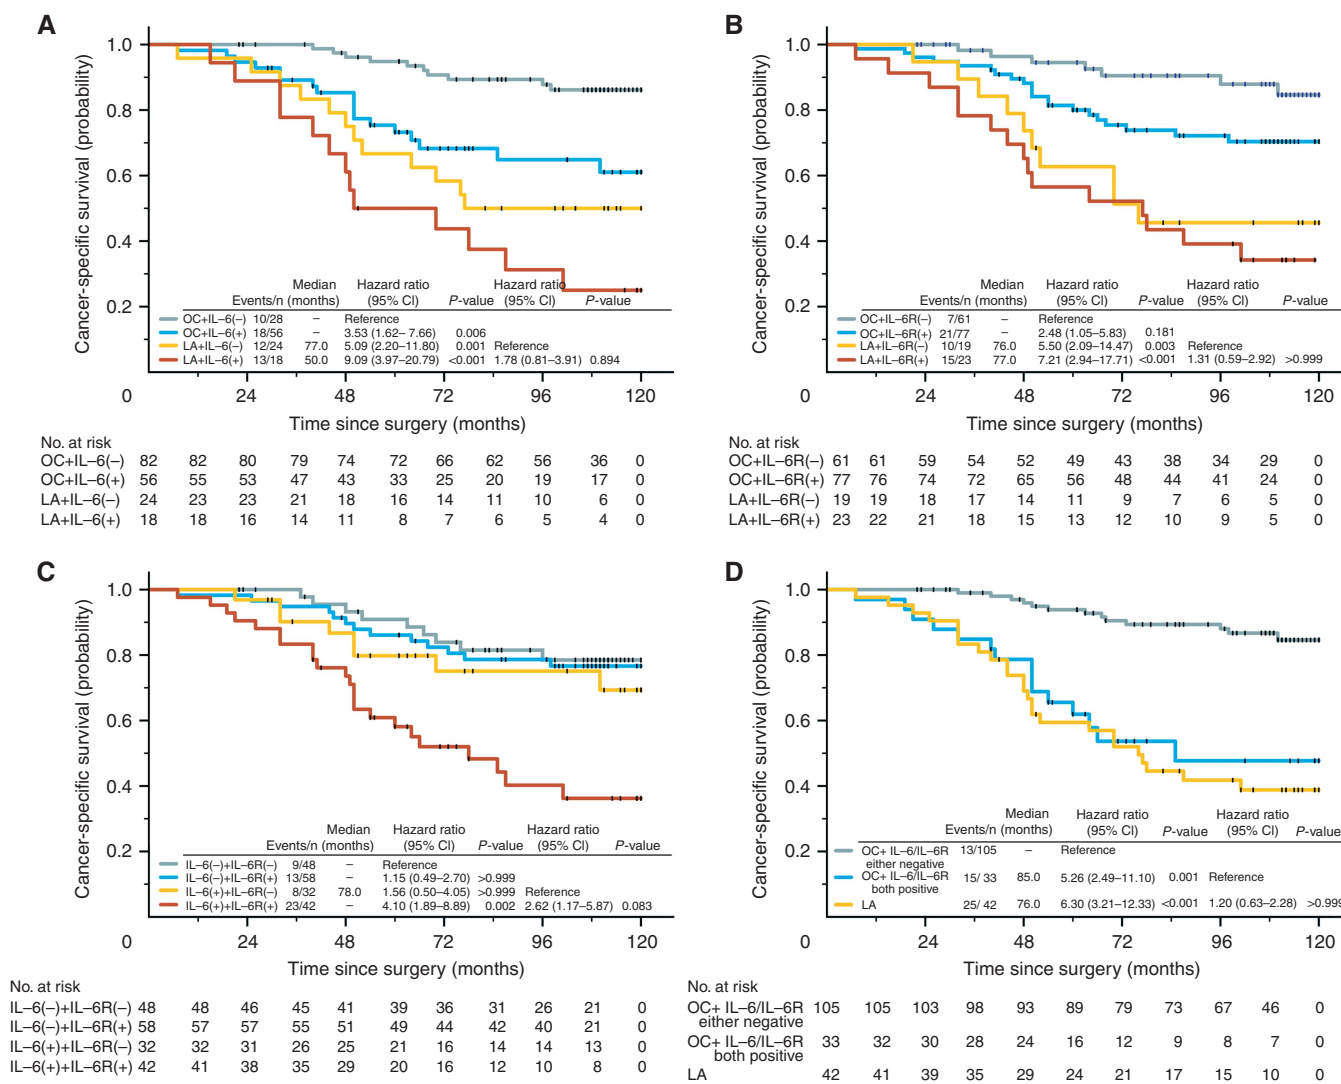 A
Cancer-specific survival (probability)
1.0
0.8
0.6
0.4
0.2
Median Hazard ratio Hazard ratio
Events/n (months) (95% CI) P-value (95% CI) P-value
OC+IL–6(–) 10/28 – Reference
OC+IL–6(+) 18/56 – 3.53 (1.62–7.66) 0.006
LA+IL–6(–) 12/24 77.0 5.09 (2.20–11.80) 0.001 Reference
LA+IL–6(+) 13/18 50.0 9.09 (3.97–20.79) <0.001 1.78 (0.81–3.91) 0.894
0 24 48 72 96 120
Time since surgery (months)
No. at risk
OC+IL–6(–) 82 82 80 79 74 72 66 62 56 36 0
OC+IL–6(+) 56 55 53 47 43 33 25 20 19 17 0
LA+IL–6(–) 24 23 23 21 18 16 14 11 10 6 0
LA+IL–6(+) 18 18 16 14 11 8 7 6 5 4 0
B
Cancer-specific survival (probability)
1.0
0.8
0.6
0.4
0.2
Median Hazard ratio Hazard ratio
Events/n (months) (95% CI) P-value (95% CI) P-value
OC+IL–6R(–) 7/61 – Reference
OC+IL–6R(+) 21/77 – 2.48 (1.05–5.83) 0.181
LA+IL–6R(–) 10/19 76.0 5.50 (2.09–14.47) 0.003 Reference
LA+IL–6R(+) 15/23 77.0 7.21 (2.94–17.71) <0.001 1.31 (0.59–2.92) >0.999
0 24 48 72 96 120
Time since surgery (months)
No. at risk
OC+IL–6R(–) 61 61 59 54 52 49 43 38 34 29 0
OC+IL–6R(+) 77 76 74 72 65 56 48 44 41 24 0
LA+IL–6R(–) 19 19 18 17 14 11 9 7 6 5 0
LA+IL–6R(+) 23 22 21 18 15 13 12 10 9 5 0
C
Cancer-specific survival (probability)
1.0
0.8
0.6
0.4
0.2
Median Hazard ratio Hazard ratio
Events/n (months) (95% CI) P-value (95% CI) P-value
IL–6(–)+IL–6R(–) 9/48 – Reference
IL–6(–)+IL–6R(+) 13/58 – 1.15 (0.49–2.70) >0.999
IL–6(+)+IL–6R(–) 8/32 78.0 1.56 (0.50–4.05) >0.999 Reference
IL–6(+)+IL–6R(+) 23/42 – 4.10 (1.89–8.89) 0.002 2.62 (1.17–5.87) 0.083
0 24 48 72 96 120
Time since surgery (months)
No. at risk
IL–6(–)+IL–6R(–) 48 48 46 45 41 39 36 31 26 21 0
IL–6(–)+IL–6R(+) 58 57 57 55 51 49 44 42 40 21 0
IL–6(+)+IL–6R(–) 32 32 31 26 25 21 16 14 14 13 0
IL–6(+)+IL–6R(+) 42 41 38 35 29 20 16 12 10 8 0
D
Cancer-specific survival (probability)
1.0
0.8
0.6
0.4
0.2
Median Hazard ratio Hazard ratio
Events/n (months) (95% CI) P-value (95% CI) P-value
OC+ IL–6/IL–6R 13/105 – Reference
either negative
OC+ IL–6/IL–6R 15/ 33 85.0 5.26 (2.49–11.10) 0.001 Reference
both positive
LA 25/ 42 76.0 6.30 (3.21–12.33) <0.001 1.20 (0.63–2.28) >0.999
0 24 48 72 96 120
Time since surgery (months)
No. at risk
OC+ IL–6/IL–6R 105 105 103 98 93 89 79 73 67 46 0
either negative
OC+ IL–6/IL–6R 33 32 30 28 24 16 12 9 8 7 0
both positive
LA 42 41 39 35 29 24 21 17 15 10 0